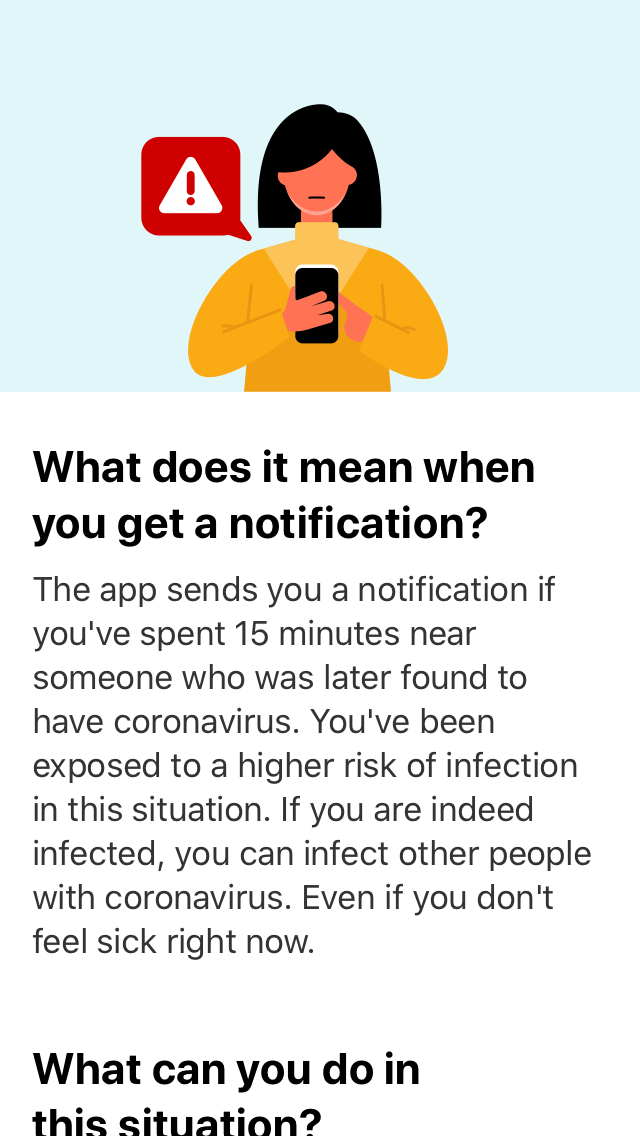 What does it mean when
you get a notification?
The app sends you a notification if
you've spent 15 minutes near
someone who was later found to
have coronavirus. You've been
exposed to a higher risk of infection
in this situation. If you are indeed
infected, you can infect other people
with coronavirus. Even if you don't
feel sick right now.
What can you do in
this situation?